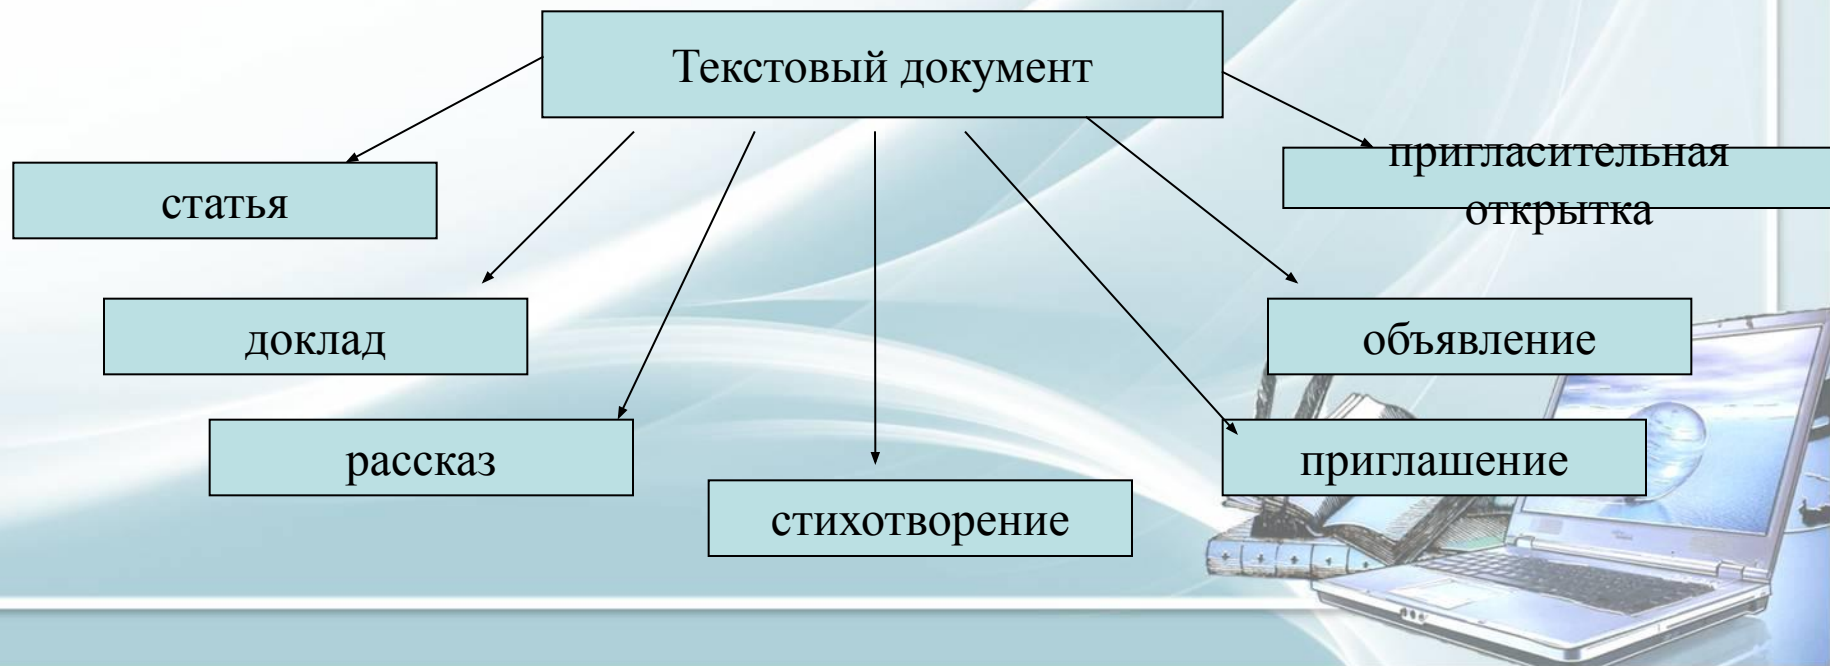 Текстовый документ
статья
доклад
рассказ
стихотворение
приглашение
объявление
пригласительная
открытка